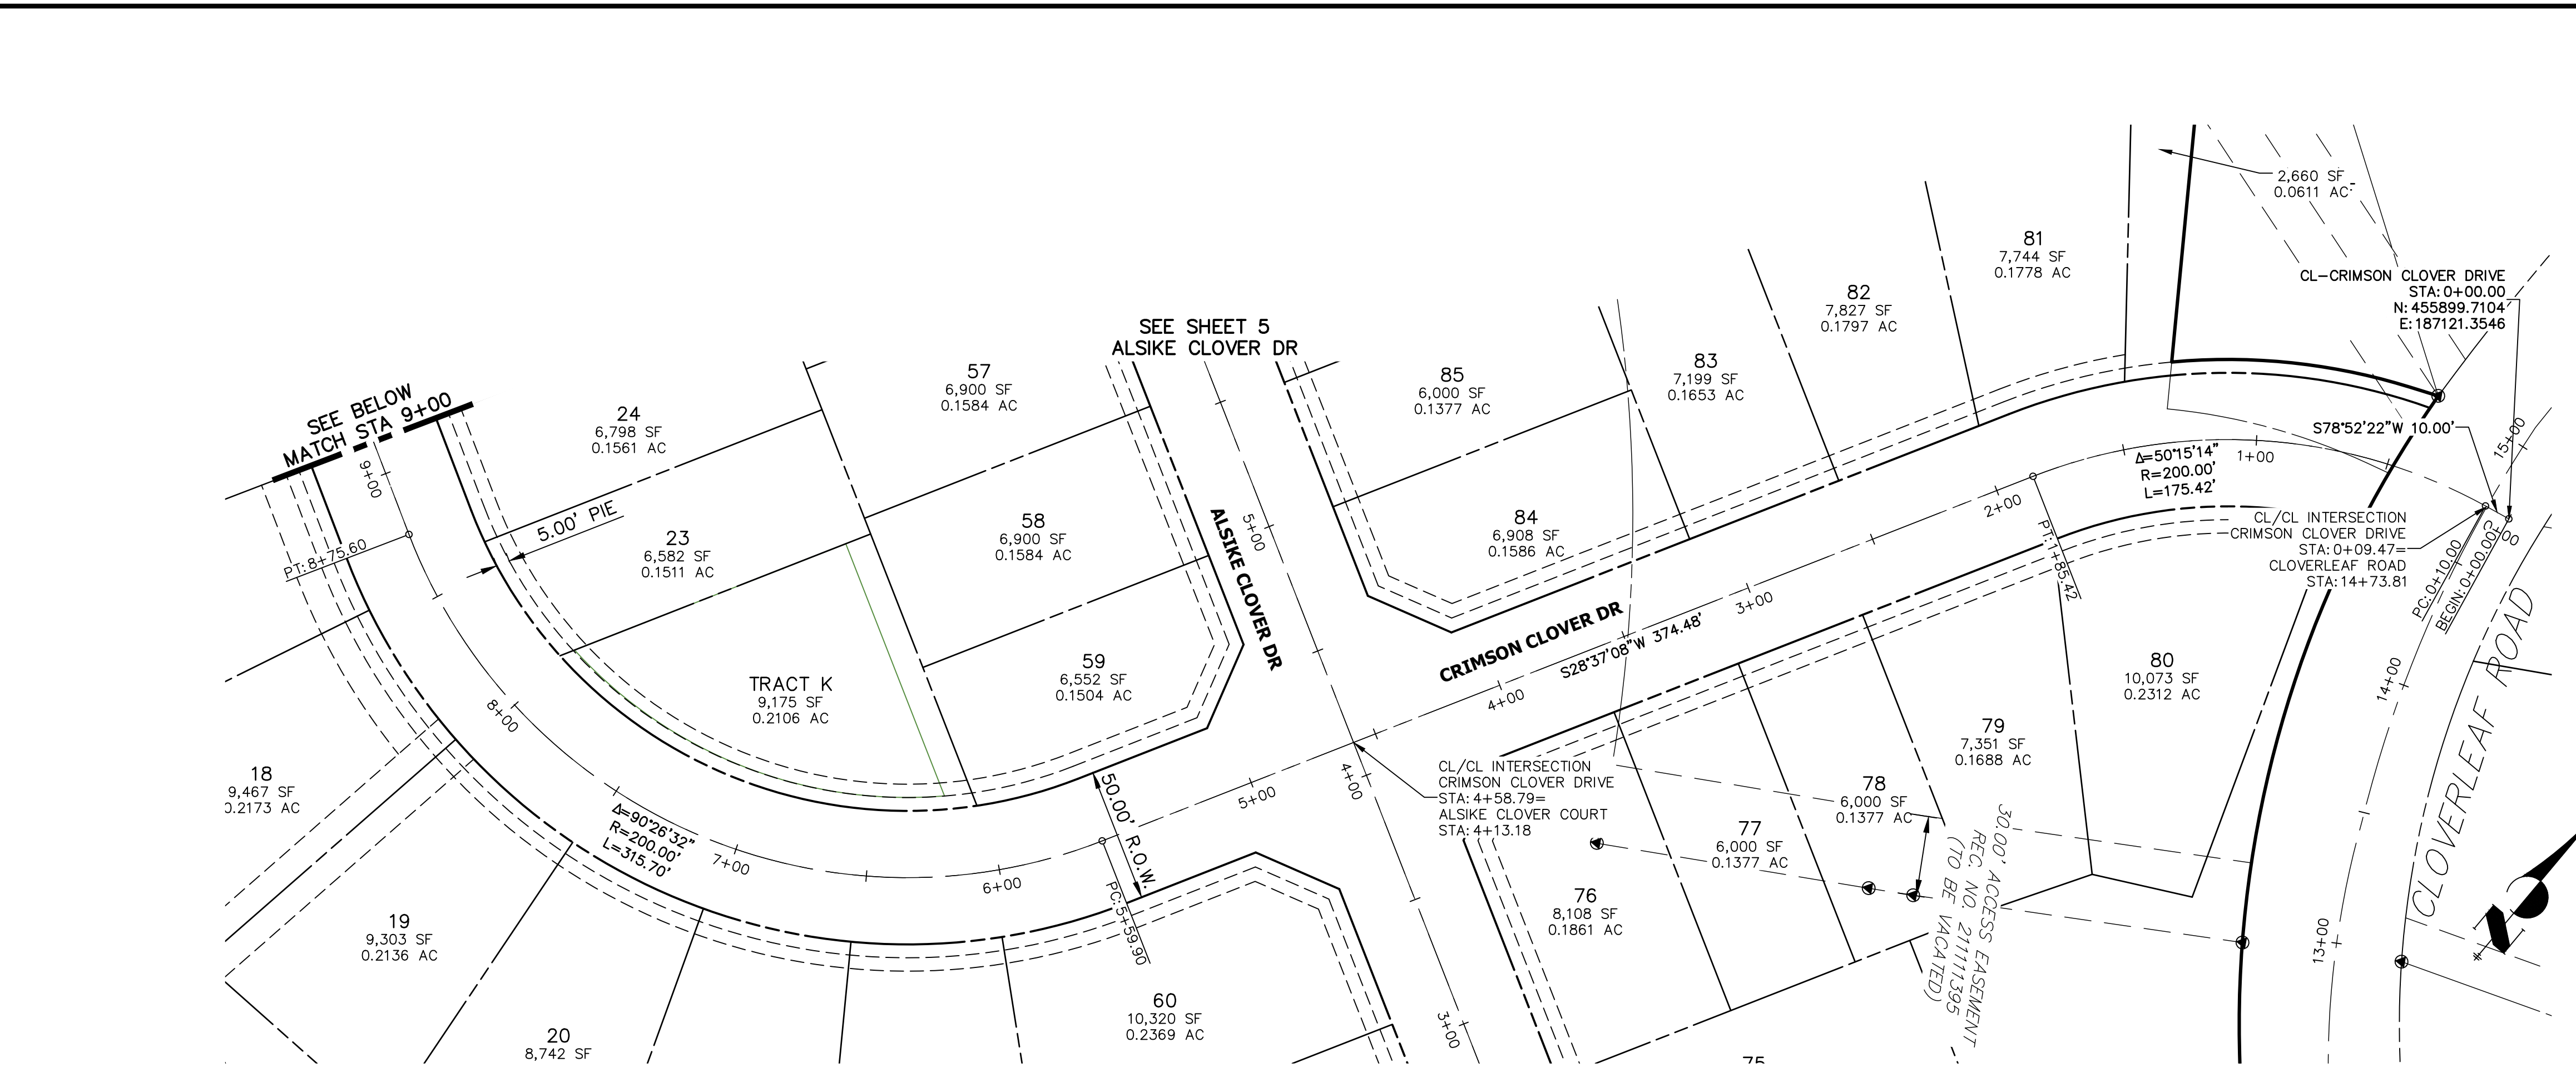 2,660 SF
0.0611 AC
81
7,744 SF
0.1778 AC
CL-CRIMSON CLOVER DRIVE
STA: 0+00.00
N: 455899.7104
E: 187121.3546
82
7,827 SF
0.1797 AC
SEE SHEET 5
ALSIKE CLOVER DR
83
7,199 SF
0.1653 AC
85
6,000 SF
0.1377 AC
57
6,900 SF
0.1584 AC
24
6,798 SF
0.1561 AC
SEE BELOW
MATCH STA 9+00
9+00
S78°52'22"W 10.00'
15+00
Δ=50°15'14"
R=200.00'
L=175.42'
1+00
2+00
PT: 1+85.42
CL/CL INTERSECTION
CRIMSON CLOVER DRIVE
STA: 0+09.47=
CLOVERLEAF ROAD
STA: 14+73.81
PC: 0+10.00
BEGIN: 0+00.00
84
6,908 SF
0.1586 AC
5+00
ALSIKE CLOVER DR
58
6,900 SF
0.1584 AC
5.00' PIE
23
6,582 SF
0.1511 AC
PT: 8+75.60
3+00
CRIMSON CLOVER DR
S28°37'08"W 374.48'
4+00
59
6,552 SF
0.1504 AC
TRACT K
9,175 SF
0.2106 AC
8+00
80
10,073 SF
0.2312 AC
14+00
CLOVERLEAF ROAD
79
7,351 SF
0.1688 AC
78
6,000 SF
0.1377 AC
77
6,000 SF
0.1377 AC
CL/CL INTERSECTION
CRIMSON CLOVER DRIVE
STA: 4+58.79=
ALSIKE CLOVER COURT
STA: 4+13.18
4+00
5+00
50.00' R.O.W.
18
9,467 SF
0.2173 AC
Δ=90°26'32"
R=200.00'
L=315.70'
7+00
6+00
PC: 5+59.90
76
8,108 SF
0.1861 AC
30.00' ACCESS EASEMENT
REC. NO. 211111395
(TO BE VACATED)
13+00
19
9,303 SF
0.2136 AC
60
10,320 SF
0.2369 AC
3+00
20
8,742 SF
75